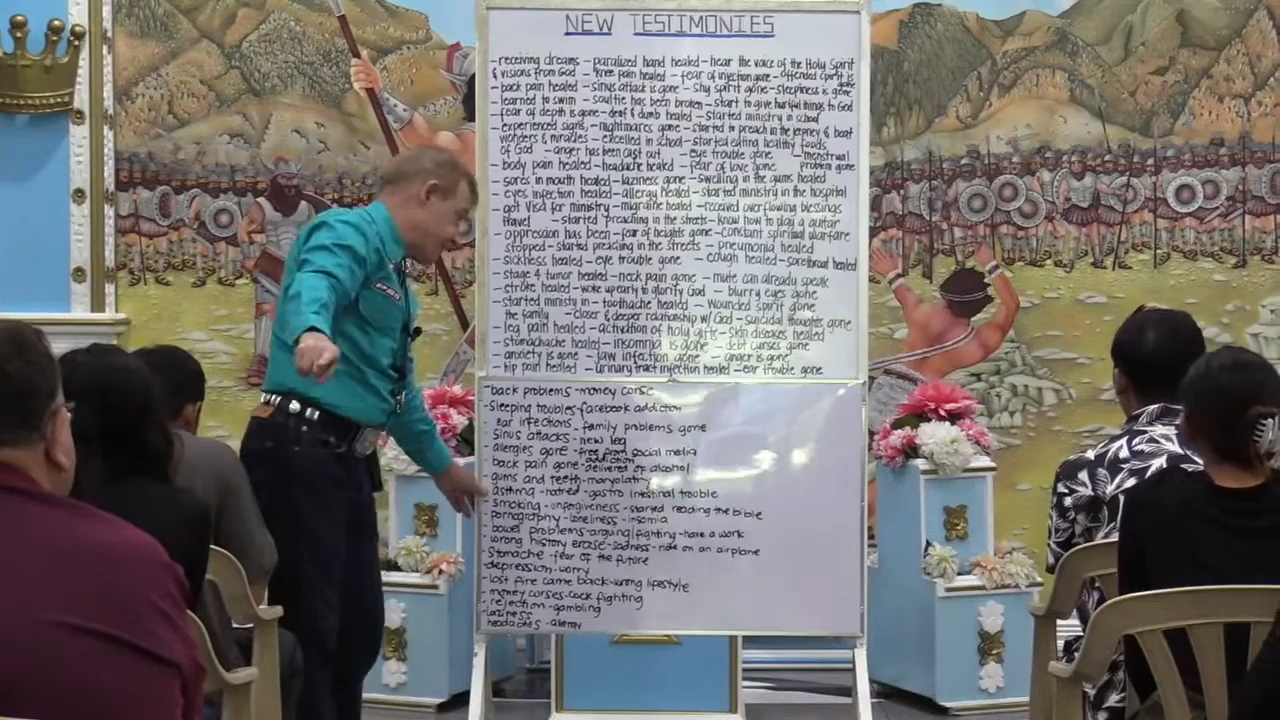 NEW TESTIMONIES
-receiving dreams - paralized hand healed - hear the voice of the Holy Spirit
& visions from God - knee pain healed - fear of injection gone - offended spirit is gone
- back pain healed - sinus attack is gone - shy spirit gone - sleepiness is gone
- learned to swim - soultie has been broken - start to give hurtful things to God
- fear of depth is gone - deaf & dumb healed - started ministry in school
- experienced signs, - nightmares gone - started to preach in the jeepney & boat
wonders & miracles - excelled in school - started eating healthy foods
of God - anger has been cast out - eye trouble gone - menstrual problem gone
- body pain healed - headache healed - fear of love gone
- sores in mouth healed - laziness gone - swelling in the gums healed
- eyes infection healed - allergy healed - started ministry in the hospital
- got visa for ministry - migraine healed - received overflowing blessings
travel - started preaching in the streets - know how to play a guitar
- oppression has been - fear of heights gone - constant spiritual warfare
stopped - started preaching in the streets - pneumonia healed
sickness healed - eye trouble gone - cough healed - sorethroat healed
- stage 4 tumor healed - neck pain gone - mute can already speak
- stroke healed - woke up early to glorify God - blurry eyes gone
- started ministry in - toothache healed - wounded spirit gone
the family - closer & deeper relationship w/ God - suicidal thoughts gone
- leg pain healed - activation of holy gifts - skin diseases healed
- stomachache healed - insomnia is gone - debt curses gone
- anxiety is gone - jaw infection gone - anger is gone
- hip pain healed - urinary tract infection healed - ear trouble gone
-back problems -money corse
-Sleeping troubles -facebook addiction
- ear infections - family problems gone
- Sinus attacks - new leg
- alergies gone - free from social media addiction
- back pain gone - delivered of alcohol
- gums and teeth - maryolatry
- asthma - hatred - gastro intestinal trouble
- smoking - unforgiveness - started reading the bible
- pornography - loneliness - insomia
- bowel problems - arguing/fighting - have a work
- wrong history erase - sadness - ride on an airplane
- Stomache - fear of the future
- depression - worry
- lost fire came back - wrong lifestyle
- money corses - cock fighting
- rejection - gambling
- laziness
headaches - allergy